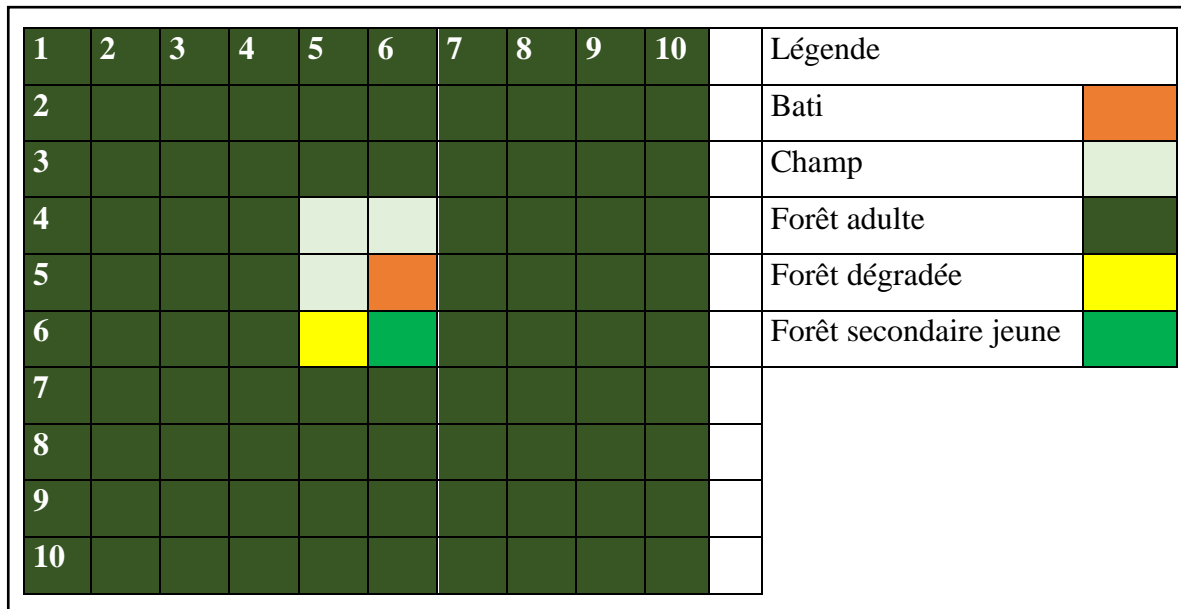 1 2 3 4 5 6 7 8 9 10 Légende
2 Bati
3 Champ
4 Forêt adulte
5 Forêt dégradée
6 Forêt secondaire jeune
7
8
9
10